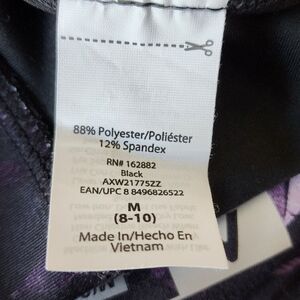 88% Polyester/Poliéster
12% Spandex
RN# 162882
Black
AXW21775ZZ
EAN/UPC 8 8496826522
M
(8-10)
Made In/Hecho En
Vietnam